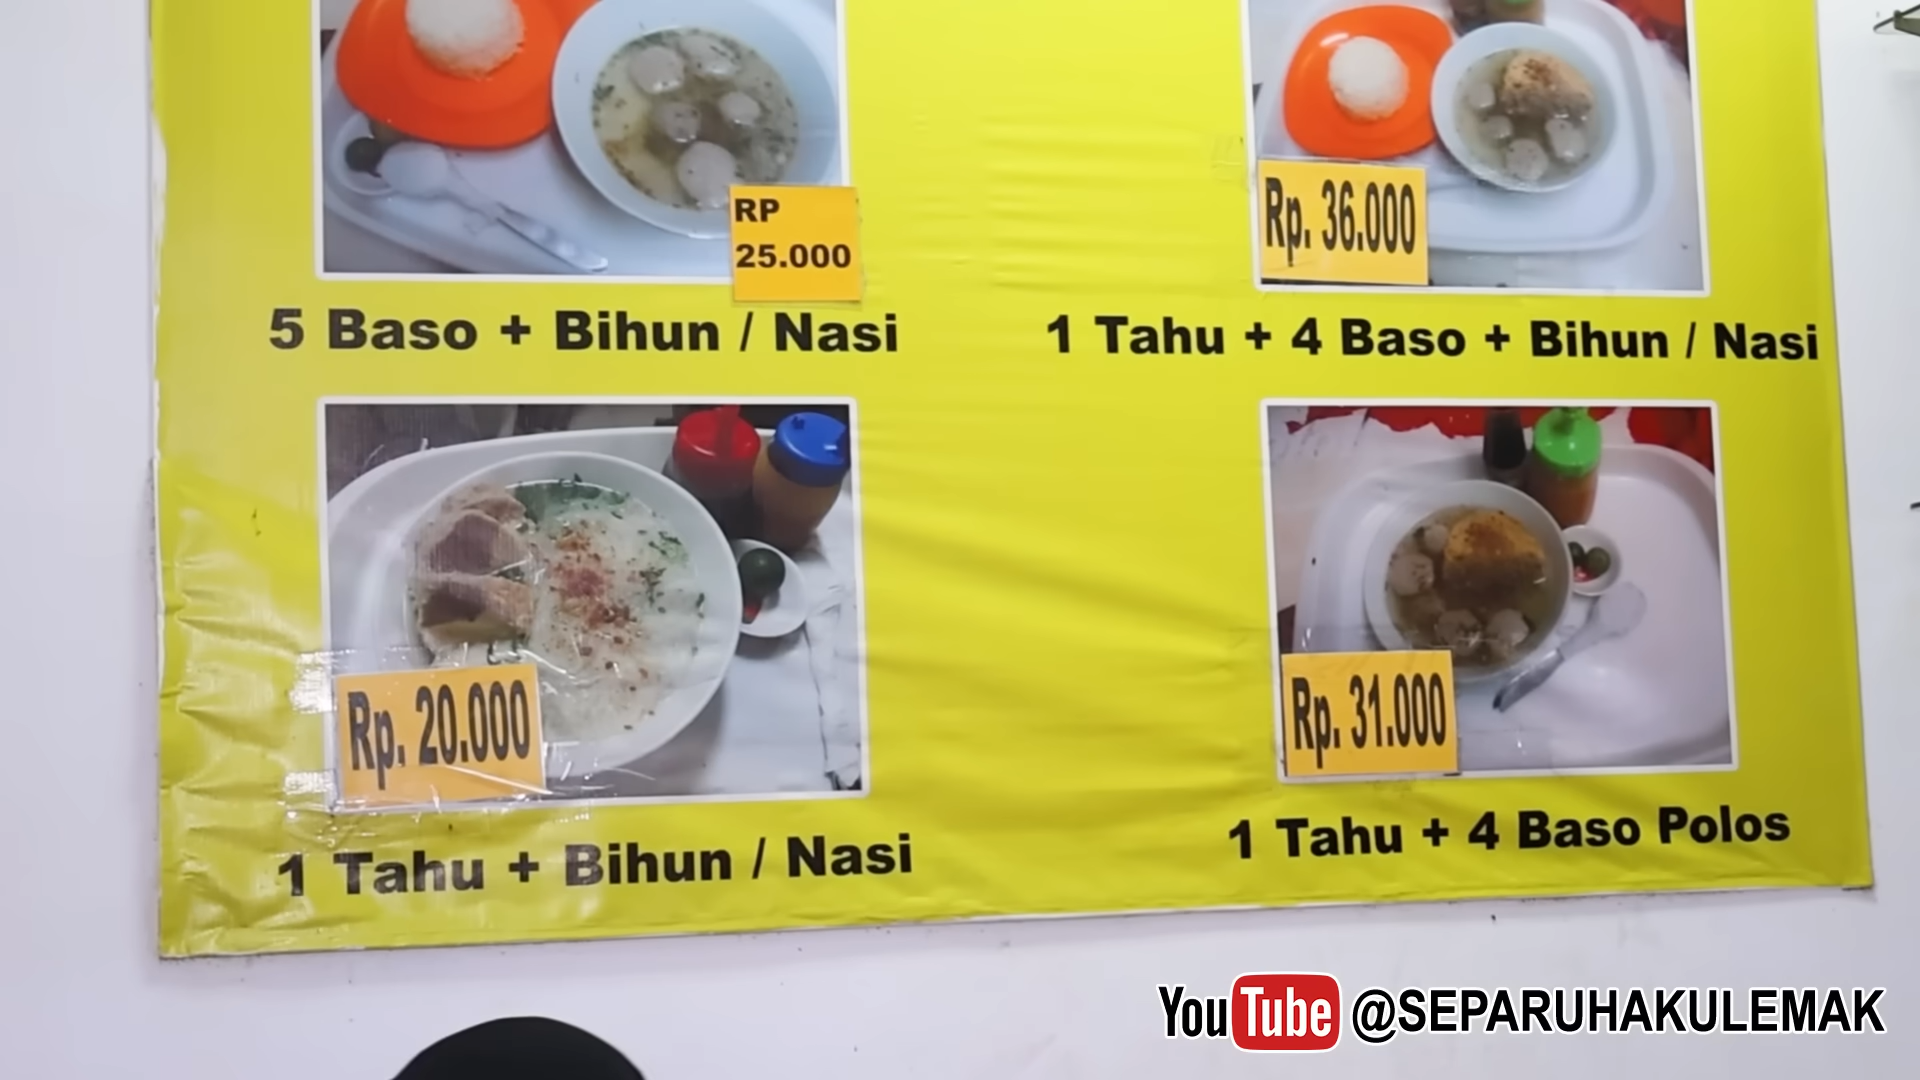 RP
25.000
Rp. 36.000
5 Baso + Bihun / Nasi
1 Tahu + 4 Baso + Bihun / Nasi
Rp. 20.000
Rp. 31.000
1 Tahu + Bihun / Nasi
1 Tahu + 4 Baso Polos
YouTube @SEPARUHAKULEMAK